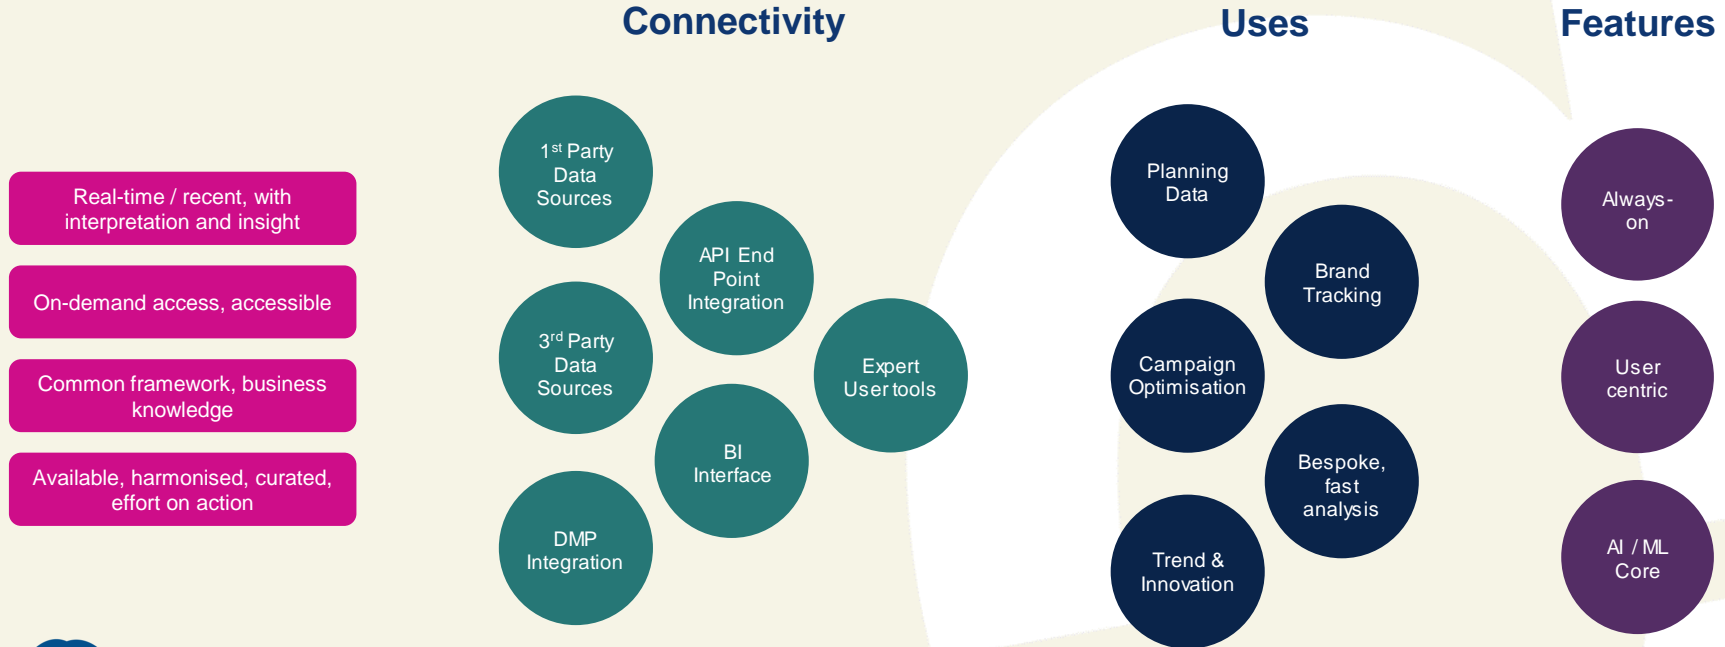 Connectivity
Uses
Features
Real-time / recent, with
interpretation and insight
On-demand access, accessible
Common framework, business
knowledge
Available, harmonised, curated,
effort on action
1st Party
Data
Sources
API End
Point
Integration
3rd Party
Data
Sources
Expert
User tools
BI
Interface
DMP
Integration
Planning
Data
Brand
Tracking
Campaign
Optimisation
Bespoke,
fast
analysis
Trend &
Innovation
Always-
on
User
centric
AI / ML
Core